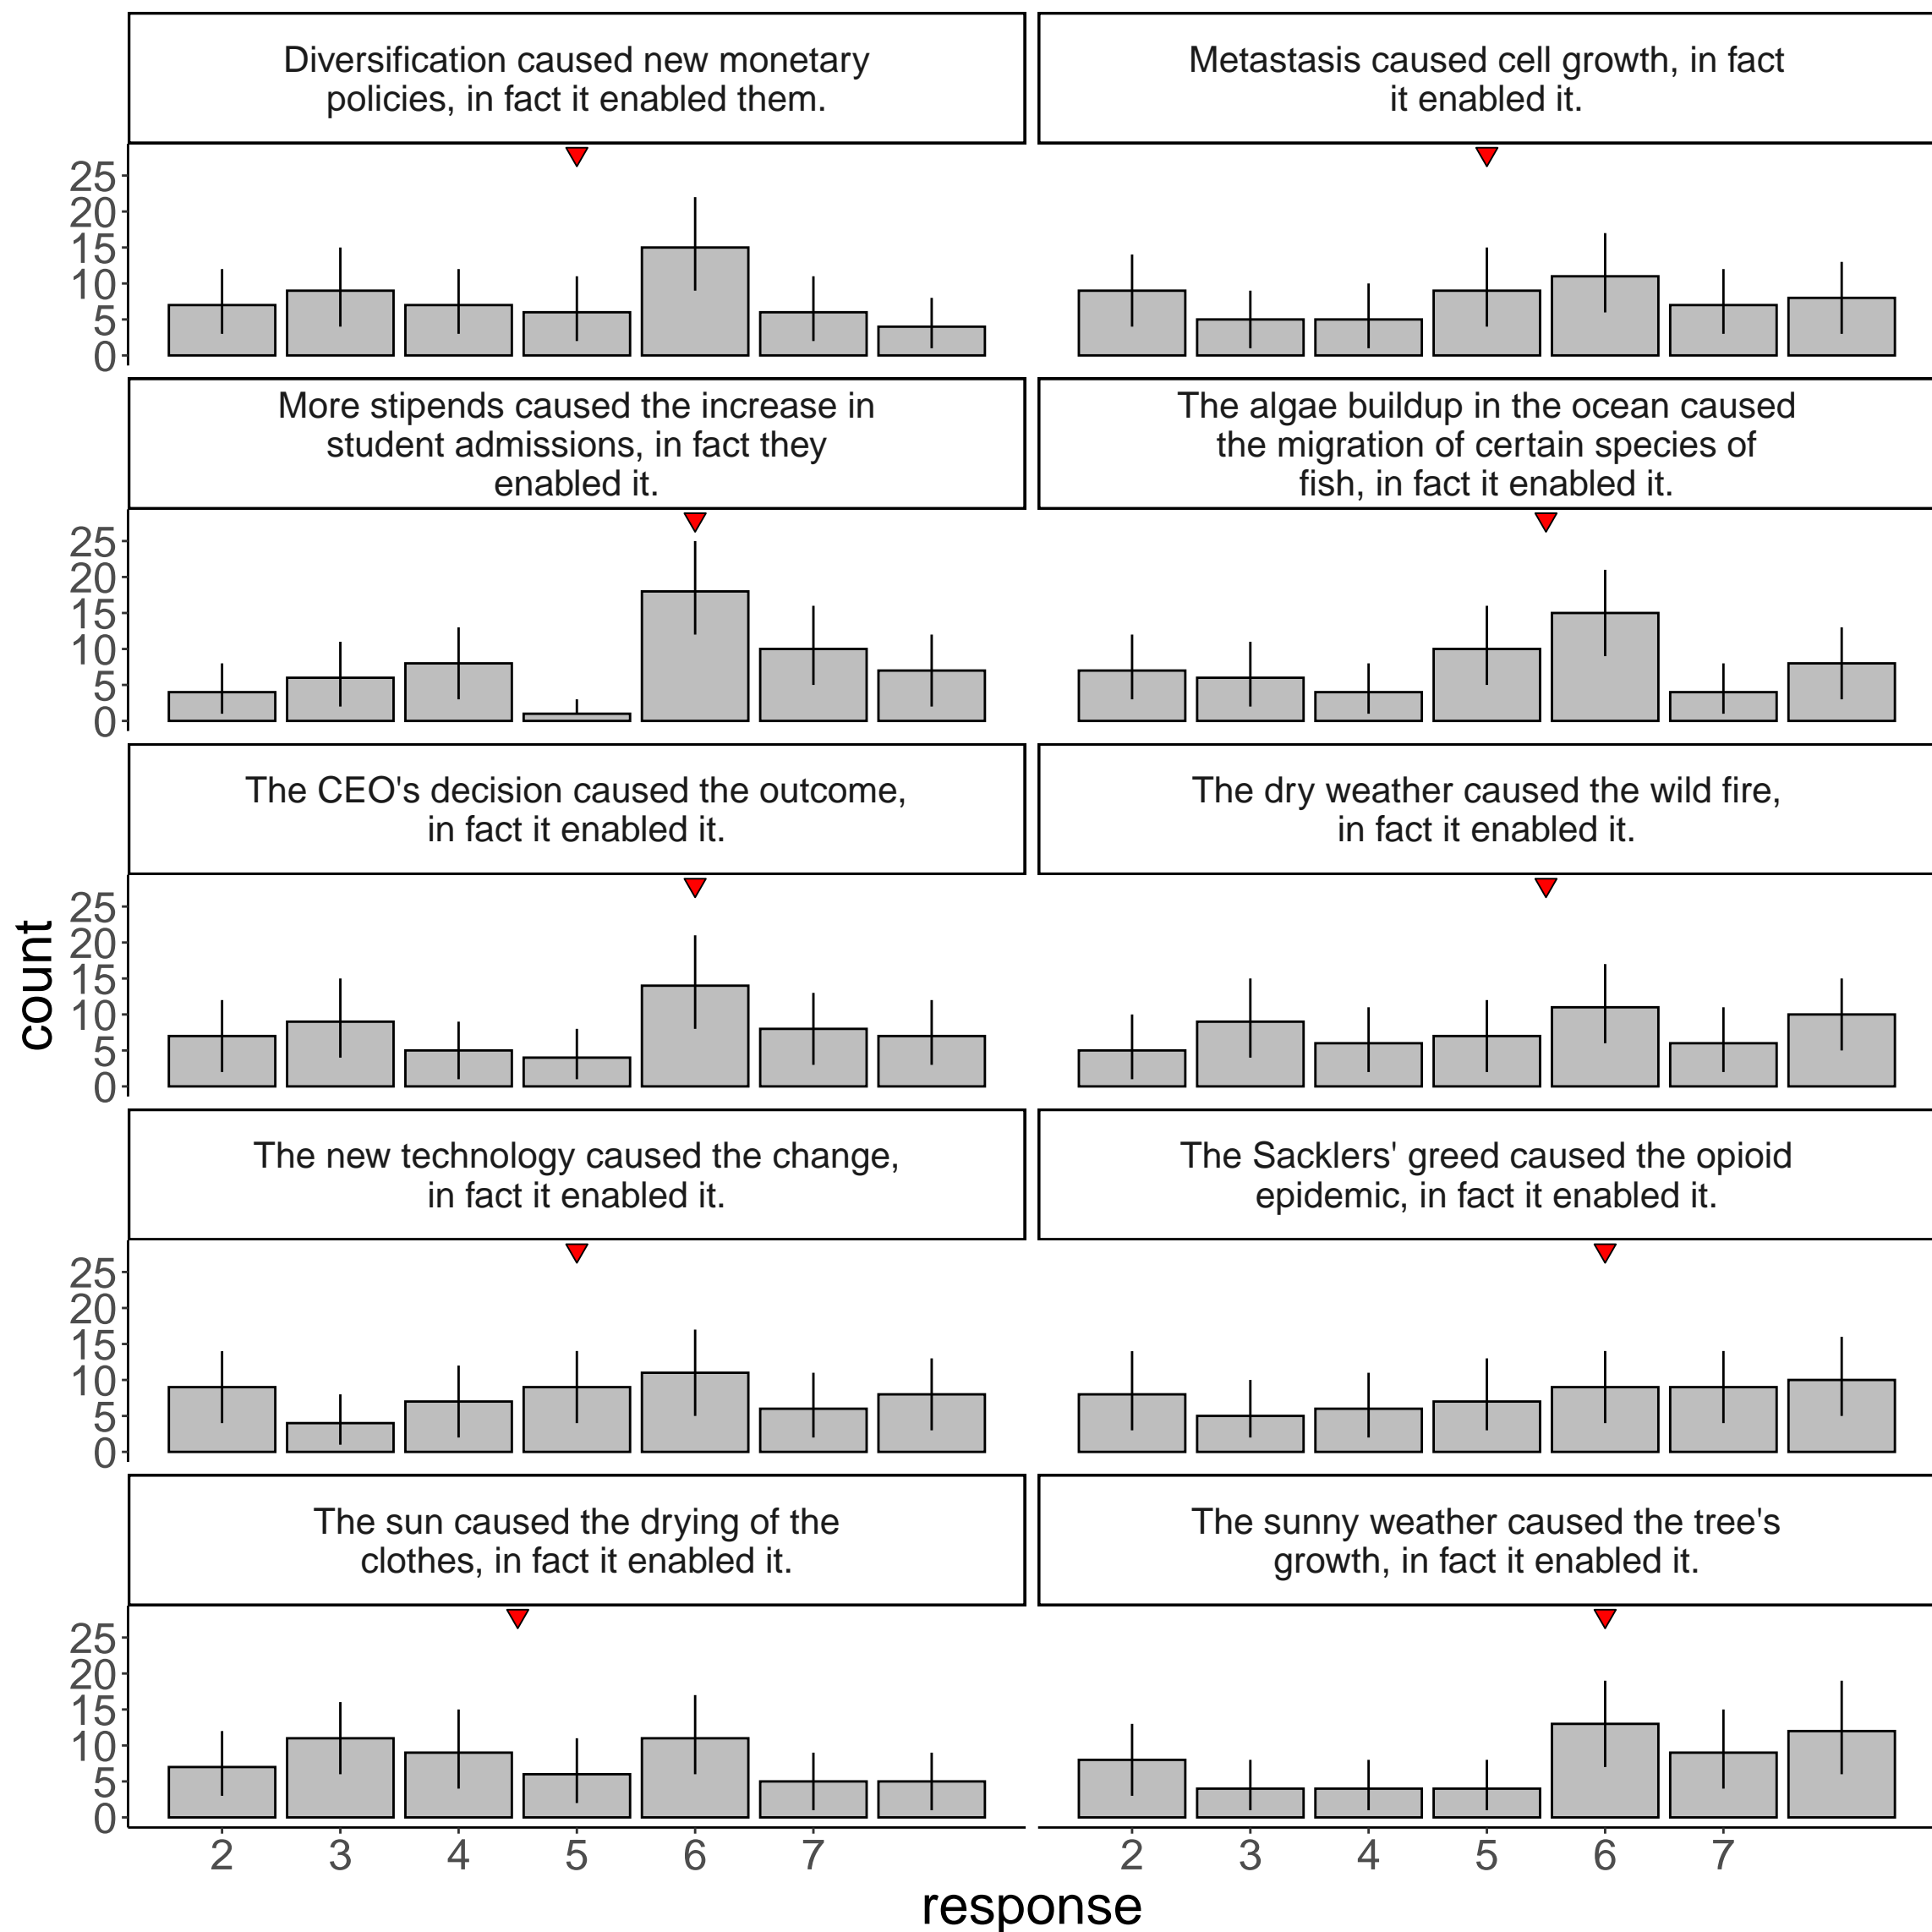 Diversification caused new monetary
policies, in fact it enabled them.
Metastasis caused cell growth, in fact
it enabled it.
25
20
15
10
5
0
More stipends caused the increase in
student admissions, in fact they
enabled it.
The algae buildup in the ocean caused
the migration of certain species of
fish, in fact it enabled it.
25
20
15
10
5
0
The CEO's decision caused the outcome,
in fact it enabled it.
The dry weather caused the wild fire,
in fact it enabled it.
count
25
20
15
10
5
0
The new technology caused the change,
in fact it enabled it.
The Sacklers' greed caused the opioid
epidemic, in fact it enabled it.
25
20
15
10
5
0
The sun caused the drying of the
clothes, in fact it enabled it.
The sunny weather caused the tree's
growth, in fact it enabled it.
25
20
15
10
5
0
2 3 4 5 6 7 2 3 4 5 6 7
response